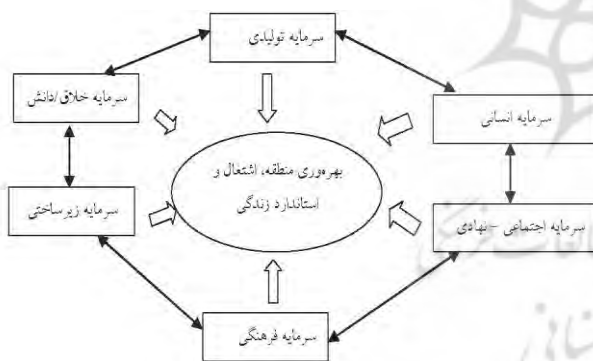 سرمایه تولیدی
سرمایه خلاق/دانش
سرمایه انسانی
بهره‌وری منطقه، اشتغال و
استاندارد زندگی
سرمایه زیرساختی
سرمایه اجتماعی – نهادی
سرمایه فرهنگی